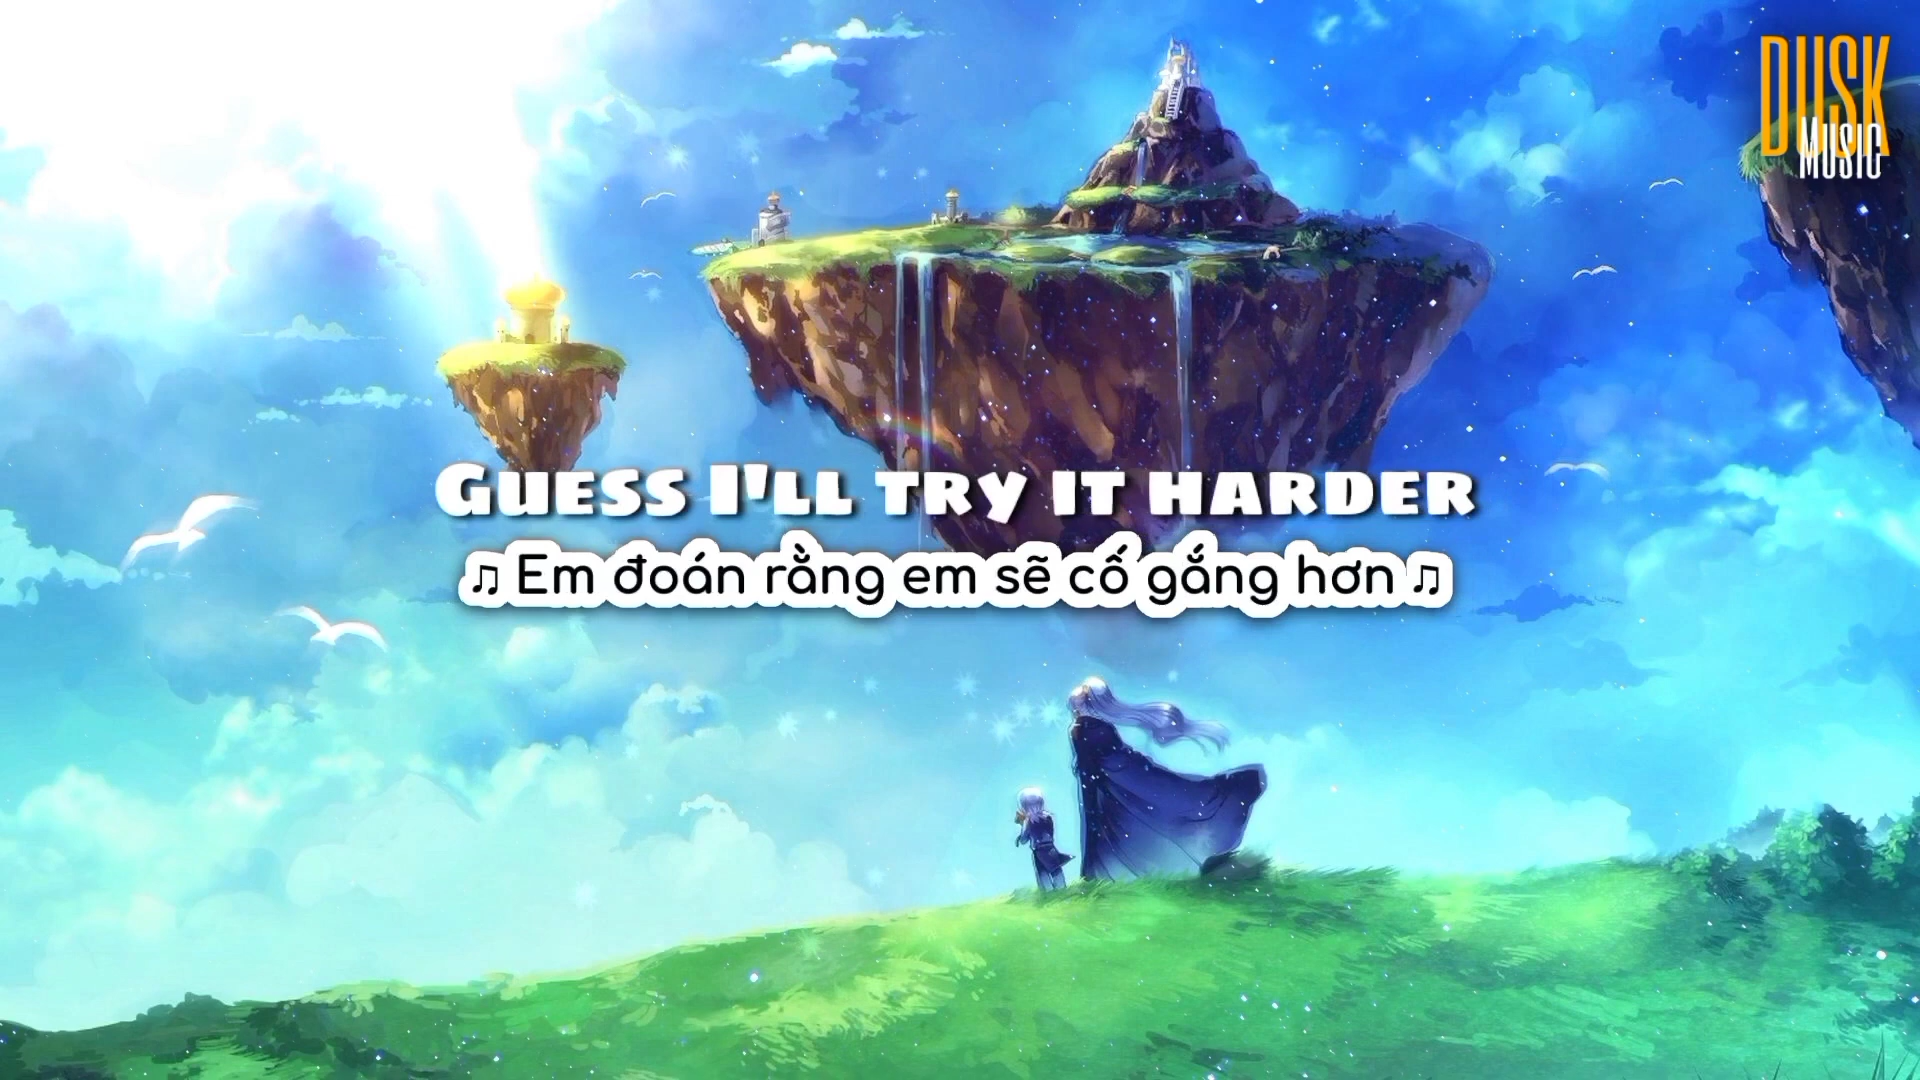 DUSK
MUSIC
GUESS I'LL TRY IT HARDER
♫ Em đoán rằng em sẽ cố gắng hơn ♫